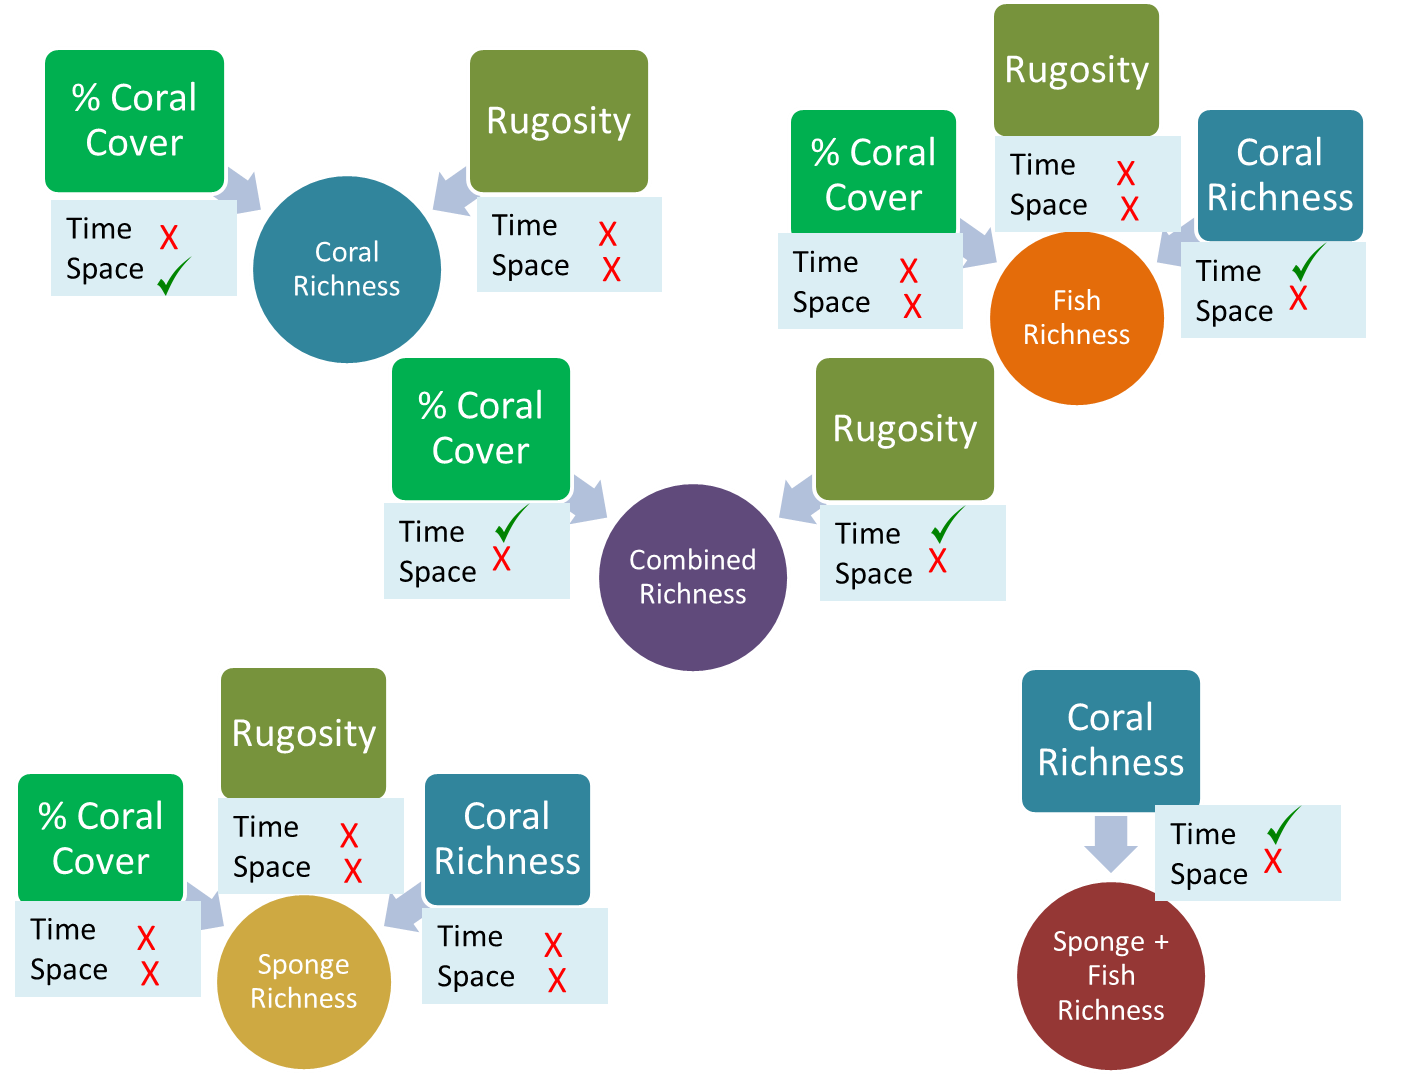 % Coral
Cover
Time X
Space ✓
Rugosity
Time X
Space X
Coral
Richness
Rugosity
Time X
Space X
% Coral
Cover
Time X
Space X
Coral
Richness
Time ✓
Space X
Fish
Richness
% Coral
Cover
Time ✓
Space X
Rugosity
Time ✓
Space X
Combined
Richness
Rugosity
Time X
Space X
% Coral
Cover
Time X
Space X
Coral
Richness
Time X
Space X
Sponge
Richness
Coral
Richness
Time ✓
Space X
Sponge +
Fish
Richness